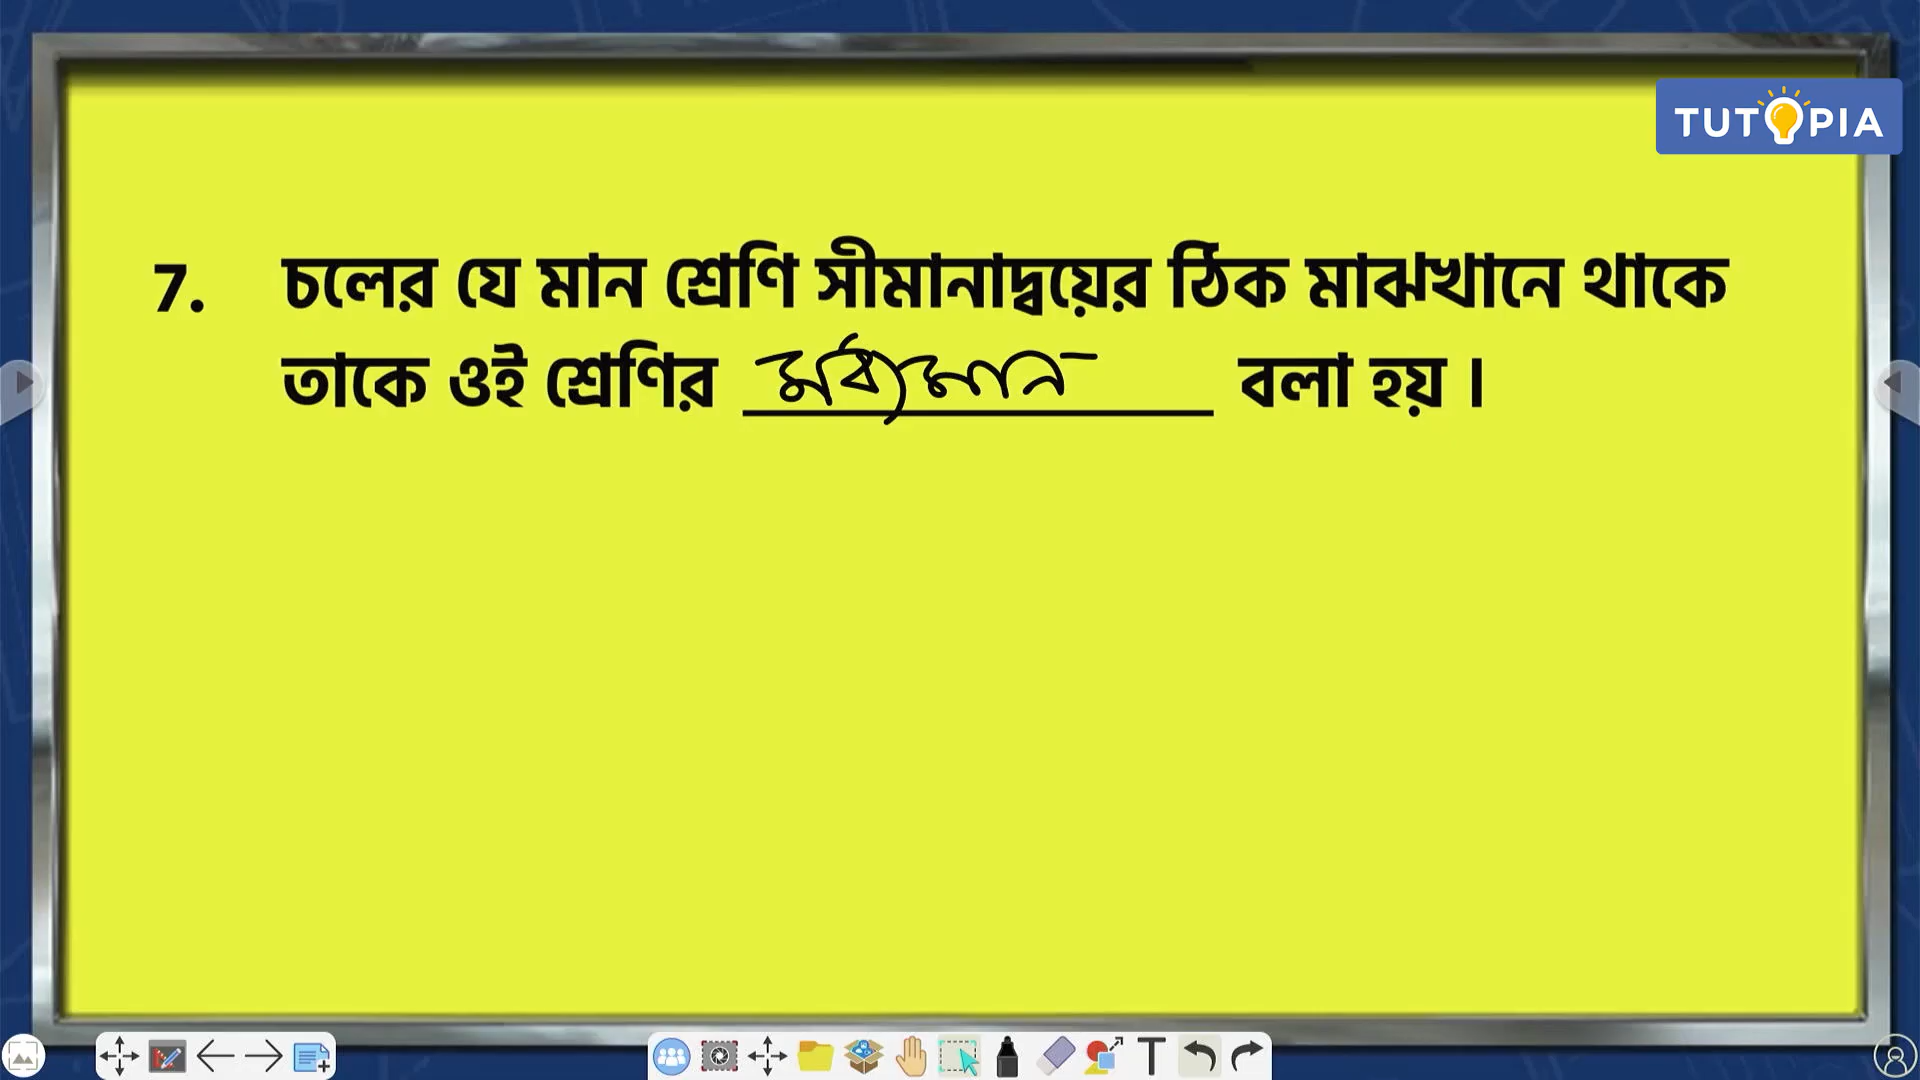 TUTOPIA
7. চলের যে মান শ্রেণি সীমানাদ্বয়ের ঠিক মাঝখানে থাকে
তাকে ওই শ্রেণির মধ্যমান বলা হয়।